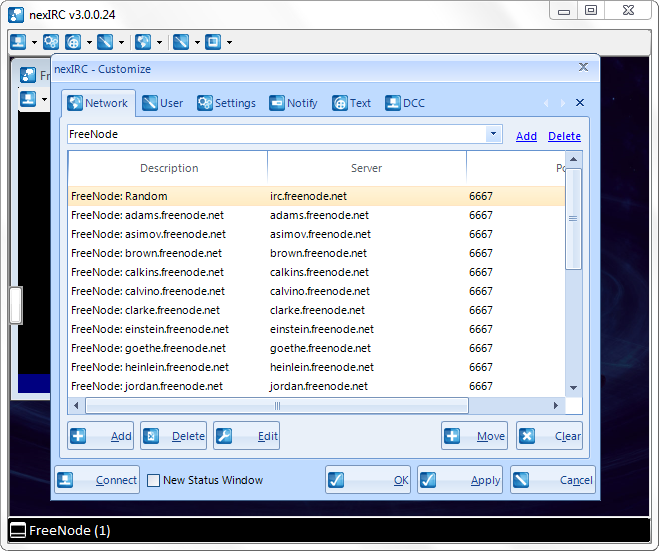 nexIRC v3.0.0.24
nexIRC - Customize
Network User Settings Notify Text DCC
FreeNode Add Delete
Description Server
FreeNode: Random irc.freenode.net 6667
FreeNode: adams.freenode.net adams.freenode.net 6667
FreeNode: asimov.freenode.net asimov.freenode.net 6667
FreeNode: brown.freenode.net brown.freenode.net 6667
FreeNode: calkins.freenode.net calkins.freenode.net 6667
FreeNode: calvino.freenode.net calvino.freenode.net 6667
FreeNode: clarke.freenode.net clarke.freenode.net 6667
FreeNode: einstein.freenode.net einstein.freenode.net 6667
FreeNode: goethe.freenode.net goethe.freenode.net 6667
FreeNode: heinlein.freenode.net heinlein.freenode.net 6667
FreeNode: jordan.freenode.net jordan.freenode.net 6667
Add Delete Edit Move Clear
Connect New Status Window OK Apply Cancel
FreeNode (1)